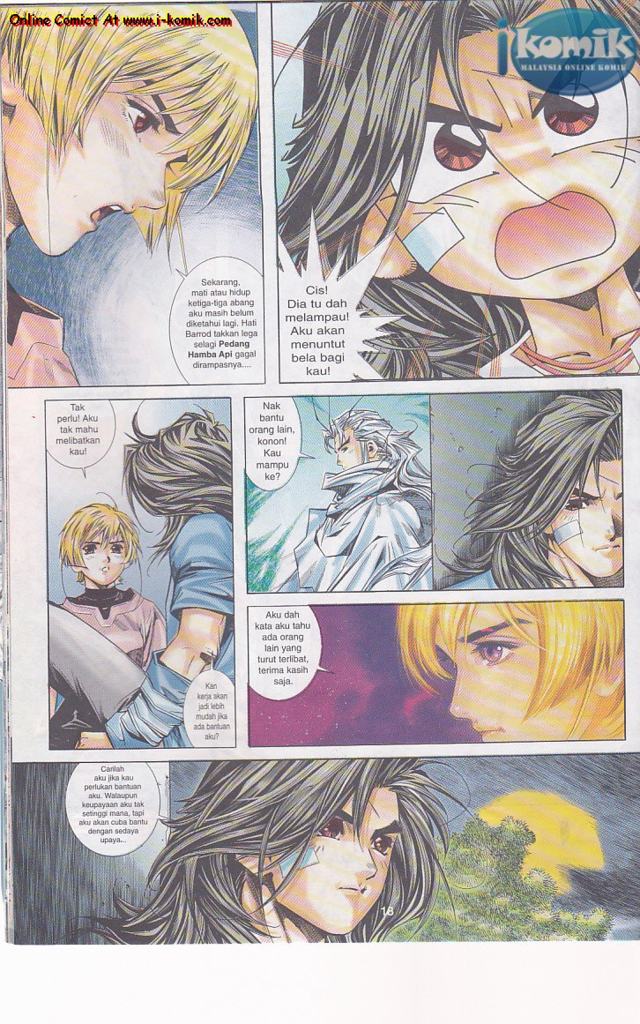 Online Comict At www.i-komik.com
ikomik
MALAYSIA ONLINE KOMIK
Sekarang,
mati atau hidup
ketiga-tiga abang
aku masih belum
diketahui lagi. Hati
Barrod takkan lega
selagi Pedang
Hamba Api gagal
dirampasnya....
Cis!
Dia tu dah
melampau!
Aku akan
menuntut
bela bagi
kau!
Tak
perlu! Aku
tak mahu
melibatkan
kau!
Kan
kerja akan
jadi lebih
mudah jika
ada bantuan
aku?
Nak
bantu
orang lain,
konon!
Kau
mampu
ke?
Aku dah
kata aku tahu
ada orang
lain yang
turut terlibat,
terima kasih
saja.
Carilah
aku jika kau
perlukan bantuan
aku. Walaupun
keupayaan aku tak
setinggi mana, tapi
aku akan cuba bantu
dengan sedaya
upaya...
16